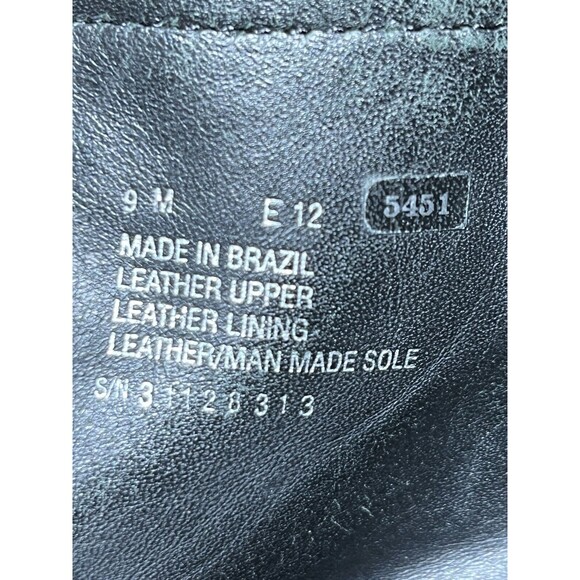 9 M E 12 5451
MADE IN BRAZIL
LEATHER UPPER
LEATHER LINING
LEATHER/MAN MADE SOLE
S/N 31128313